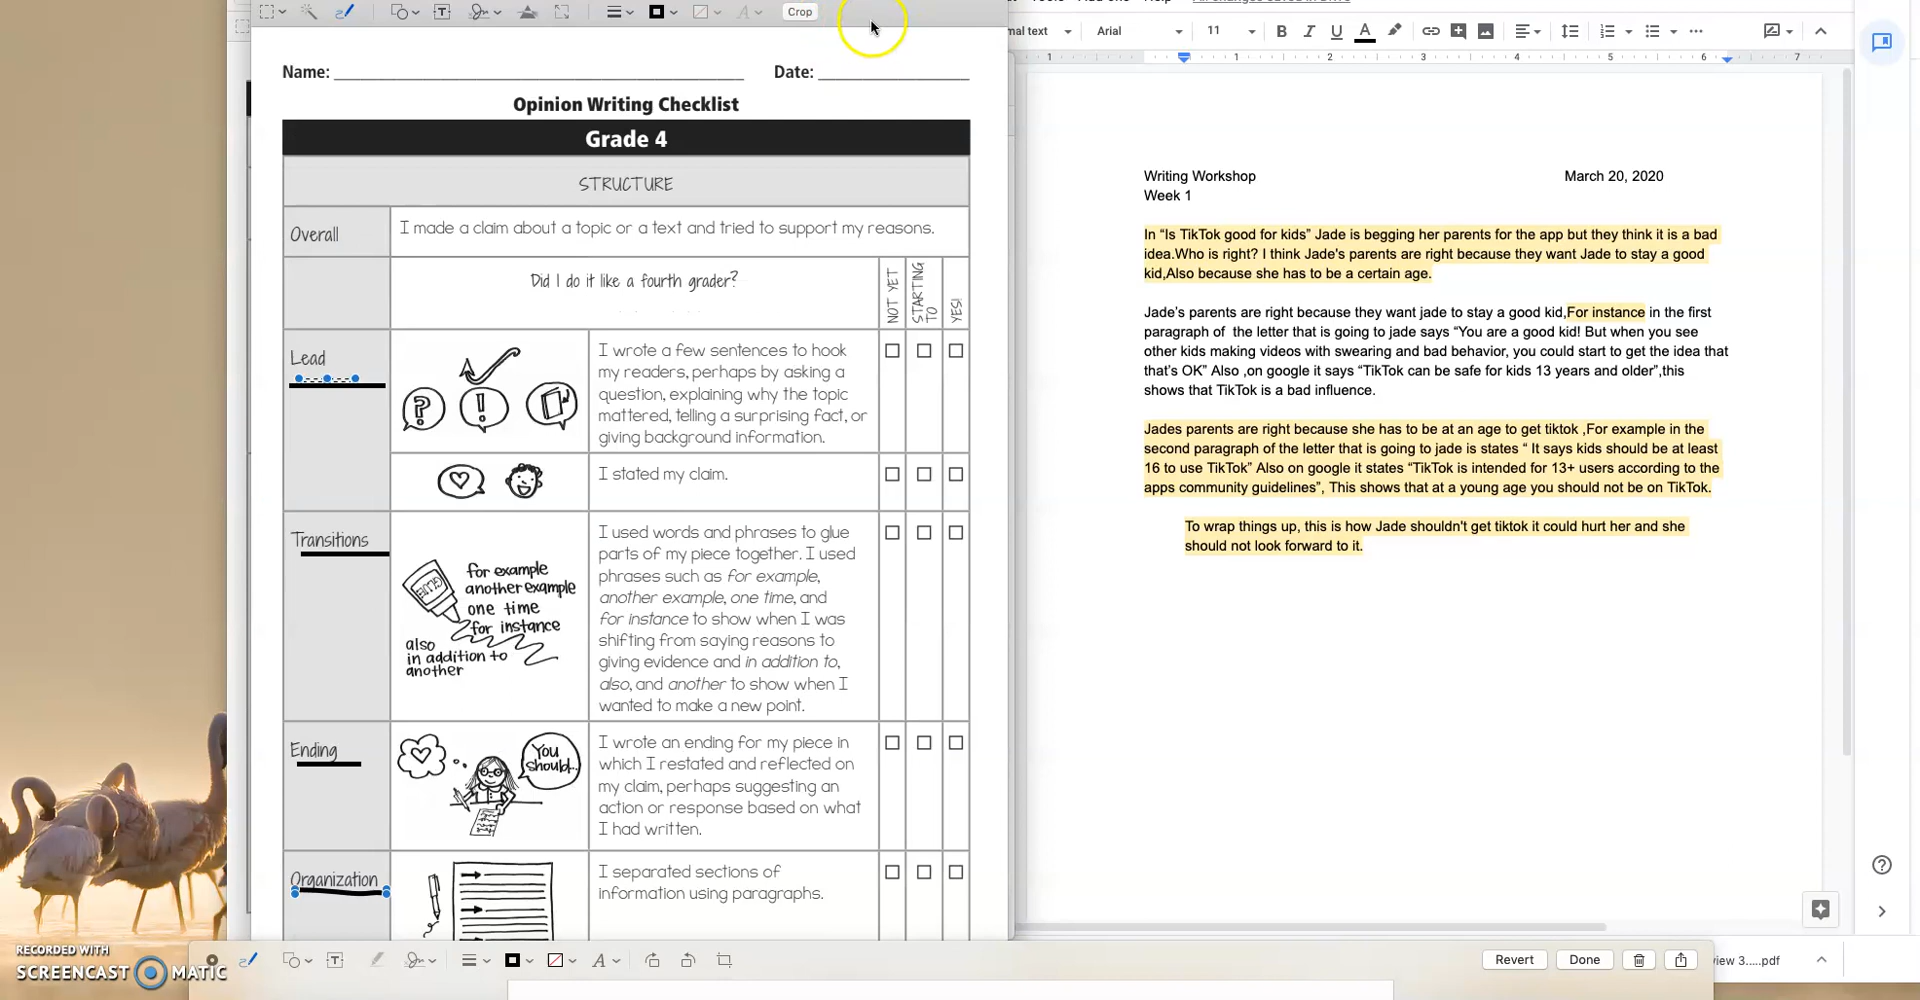 Crop
mal text
Arial
11
B I U A
1 1 2 3 4 5 6 7
Name: Date:
Opinion Writing Checklist
Grade 4
STRUCTURE
Overall
I made a claim about a topic or a text and tried to support my reasons.
Did I do it like a fourth grader?
NOT YET
STARTING TO
YES!
Lead
I wrote a few sentences to hook
my readers, perhaps by asking a
question, explaining why the topic
mattered, telling a surprising fact, or
giving background information.
? !
I stated my claim.
Transitions
GLUE
for example
another example
one time
for instance
also
in addition to
another
I used words and phrases to glue
parts of my piece together. I used
phrases such as for example,
another example, one time, and
for instance to show when I was
shifting from saying reasons to
giving evidence and in addition to,
also, and another to show when I
wanted to make a new point.
Ending
You
should...
I wrote an ending for my piece in
which I restated and reflected on
my claim, perhaps suggesting an
action or response based on what
I had written.
Organization
I separated sections of
information using paragraphs.
Writing Workshop March 20, 2020
Week 1
In “Is TikTok good for kids” Jade is begging her parents for the app but they think it is a bad
idea.Who is right? I think Jade's parents are right because they want Jade to stay a good
kid,Also because she has to be a certain age.
Jade’s parents are right because they want jade to stay a good kid,For instance in the first
paragraph of the letter that is going to jade says “You are a good kid! But when you see
other kids making videos with swearing and bad behavior, you could start to get the idea that
that’s OK” Also ,on google it says “TikTok can be safe for kids 13 years and older”,this
shows that TikTok is a bad influence.
Jades parents are right because she has to be at an age to get tiktok ,For example in the
second paragraph of the letter that is going to jade is states “ It says kids should be at least
16 to use TikTok” Also on google it states “TikTok is intended for 13+ users according to the
apps community guidelines”, This shows that at a young age you should not be on TikTok.
To wrap things up, this is how Jade shouldn't get tiktok it could hurt her and she
should not look forward to it.
RECORDED WITH
SCREENCAST MATIC
Revert
Done
view 3.....pdf